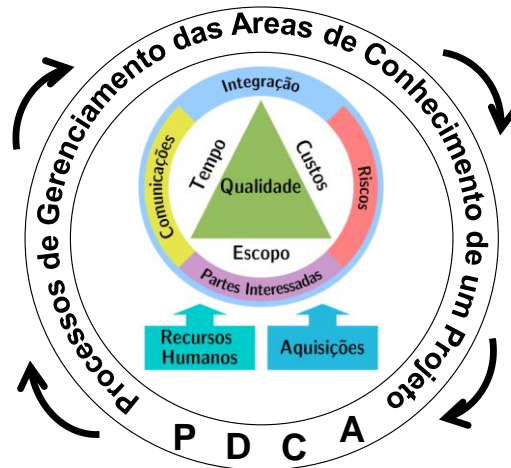 Processos de Gerenciamento das Areas de Conhecimento de um Projeto
Integração
Comunicações
Tempo
Qualidade
Custos
Riscos
Escopo
Partes Interessadas
Recursos
Humanos
Aquisições
P D C A